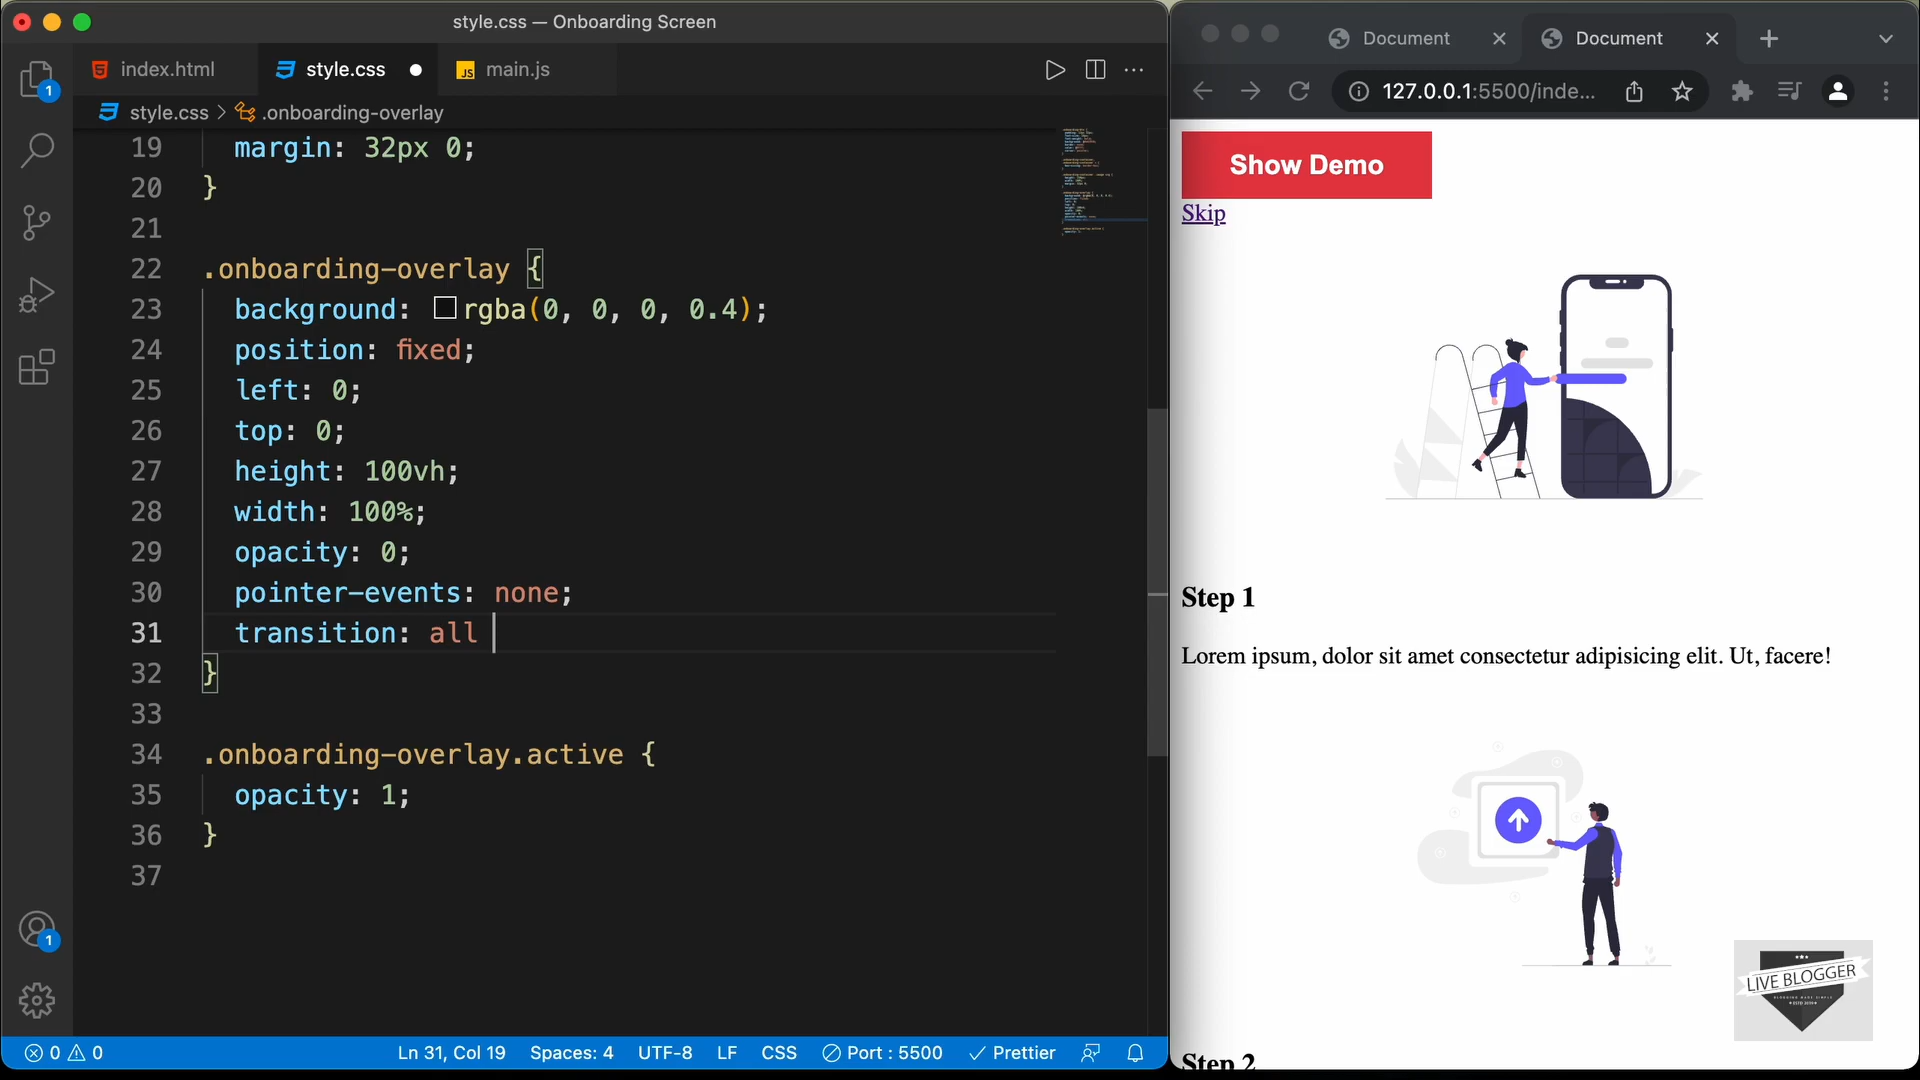 style.css — Onboarding Screen
index.html
style.css
JS main.js
style.css > .onboarding-overlay
19 margin: 32px 0;
20 }
21
22 .onboarding-overlay {
23 background: rgba(0, 0, 0, 0.4);
24 position: fixed;
25 left: 0;
26 top: 0;
27 height: 100vh;
28 width: 100%;
29 opacity: 0;
30 pointer-events: none;
31 transition: all
32 }
33
34 .onboarding-overlay.active {
35 opacity: 1;
36 }
37
1
1
0 0
Ln 31, Col 19
Spaces: 4
UTF-8
LF
CSS
Port : 5500
Prettier
Document
Document
127.0.0.1:5500/inde...
Show Demo
Skip
Step 1
Lorem ipsum, dolor sit amet consectetur adipisicing elit. Ut, facere!
Step 2
LIVE BLOGGER